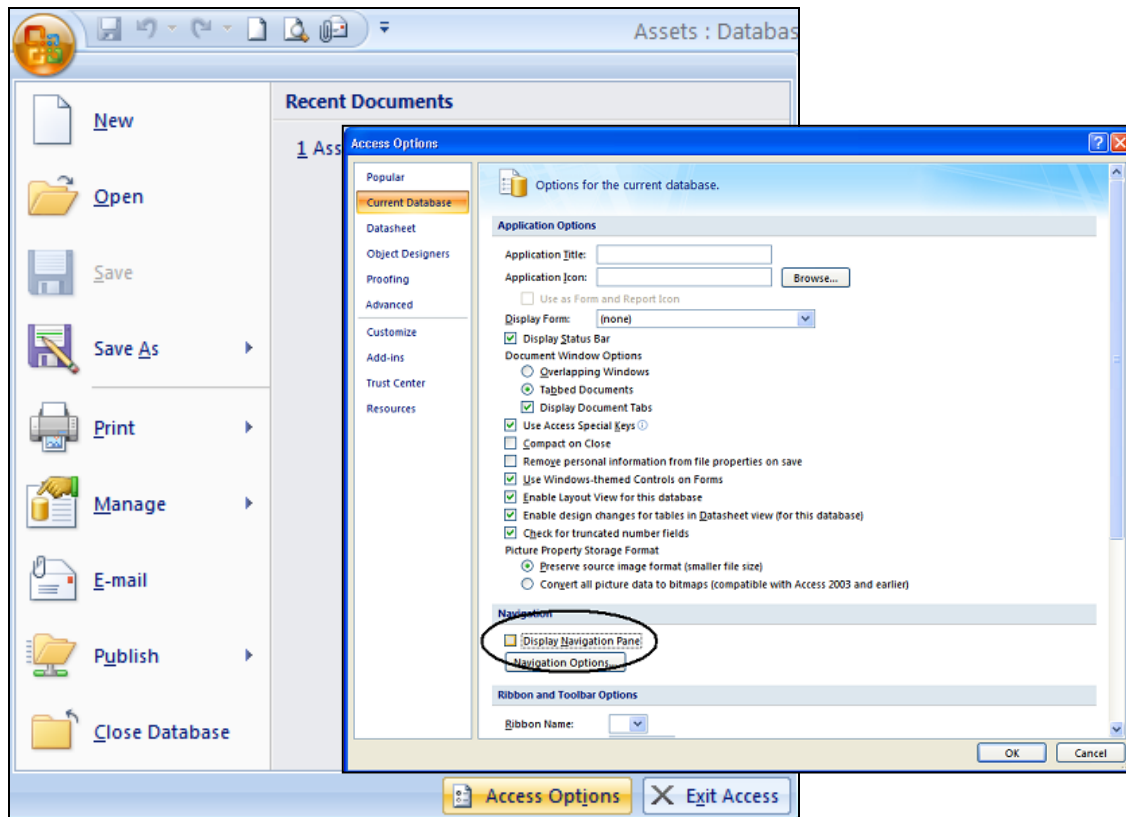 Assets : Databas
Recent Documents
1 Ass
New
Open
Save
Save As
Print
Manage
E-mail
Publish
Close Database
Access Options
Exit Access
Access Options
Popular
Current Database
Datasheet
Object Designers
Proofing
Advanced
Customize
Add-ins
Trust Center
Resources
Options for the current database.
Application Options
Application Title:
Application Icon:
Browse...
Use as Form and Report Icon
Display Form:
(none)
Display Status Bar
Document Window Options
Overlapping Windows
Tabbed Documents
Display Document Tabs
Use Access Special Keys
Compact on Close
Remove personal information from file properties on save
Use Windows-themed Controls on Forms
Enable Layout View for this database
Enable design changes for tables in Datasheet view (for this database)
Check for truncated number fields
Picture Property Storage Format
Preserve source image format (smaller file size)
Convert all picture data to bitmaps (compatible with Access 2003 and earlier)
Navigation
Display Navigation Pane
Navigation Options...
Ribbon and Toolbar Options
Ribbon Name:
OK
Cancel